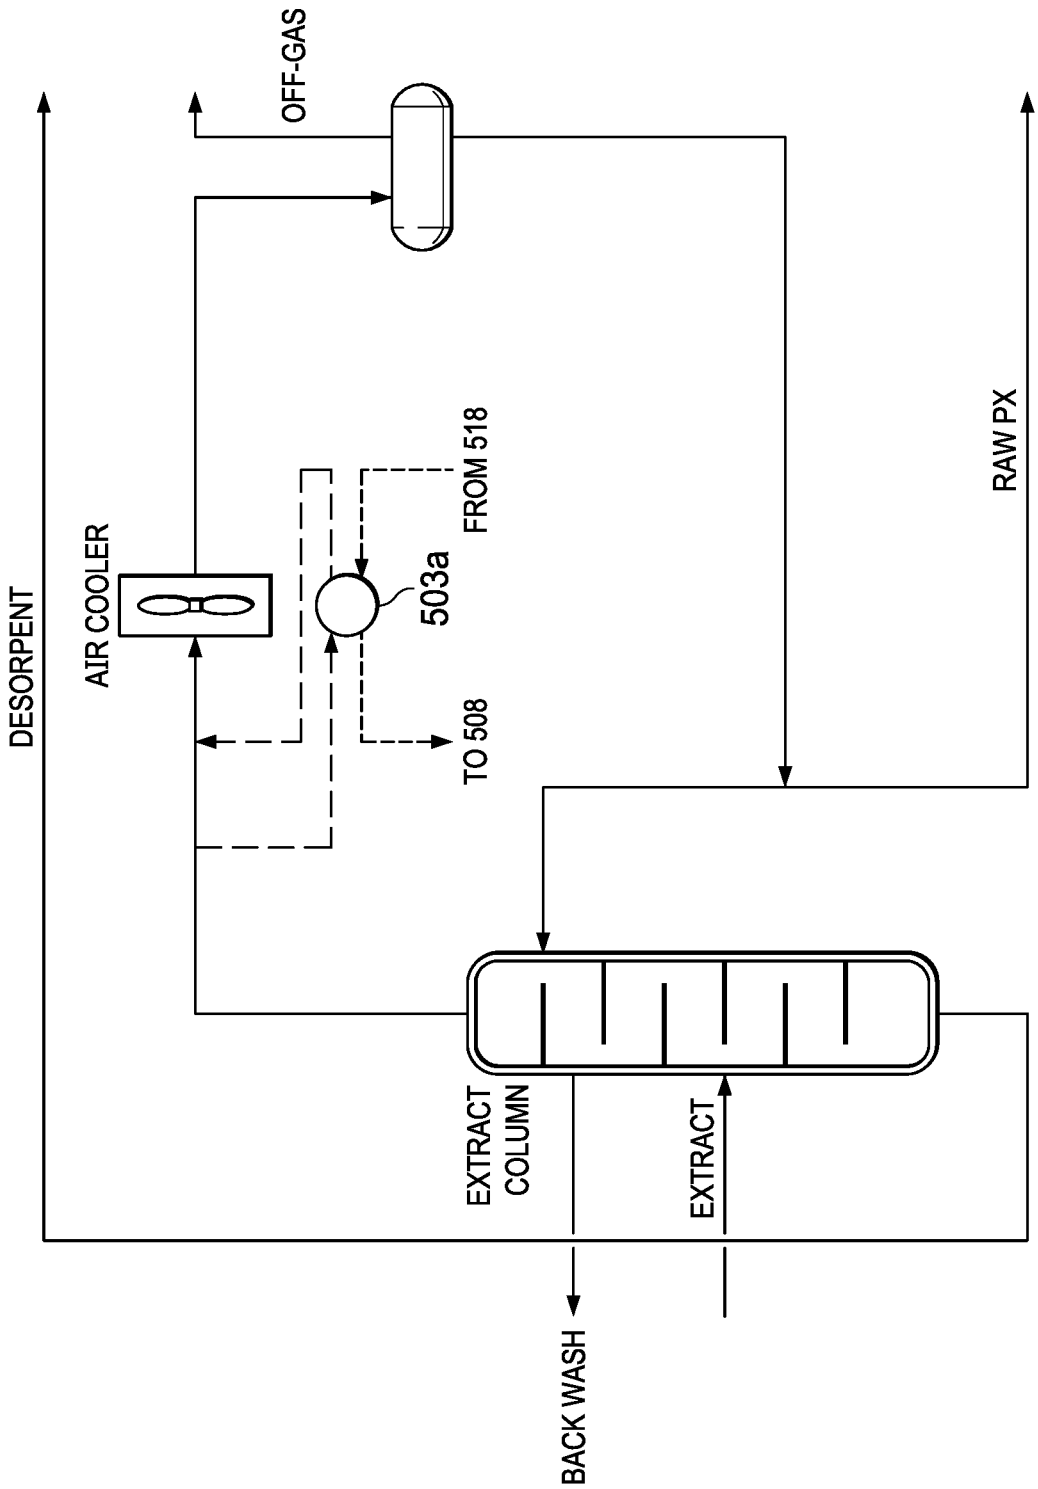 DESORPENT
AIR COOLER
OFF-GAS
503a
FROM 518
TO 508
RAW PX
EXTRACT
COLUMN
EXTRACT
BACK WASH